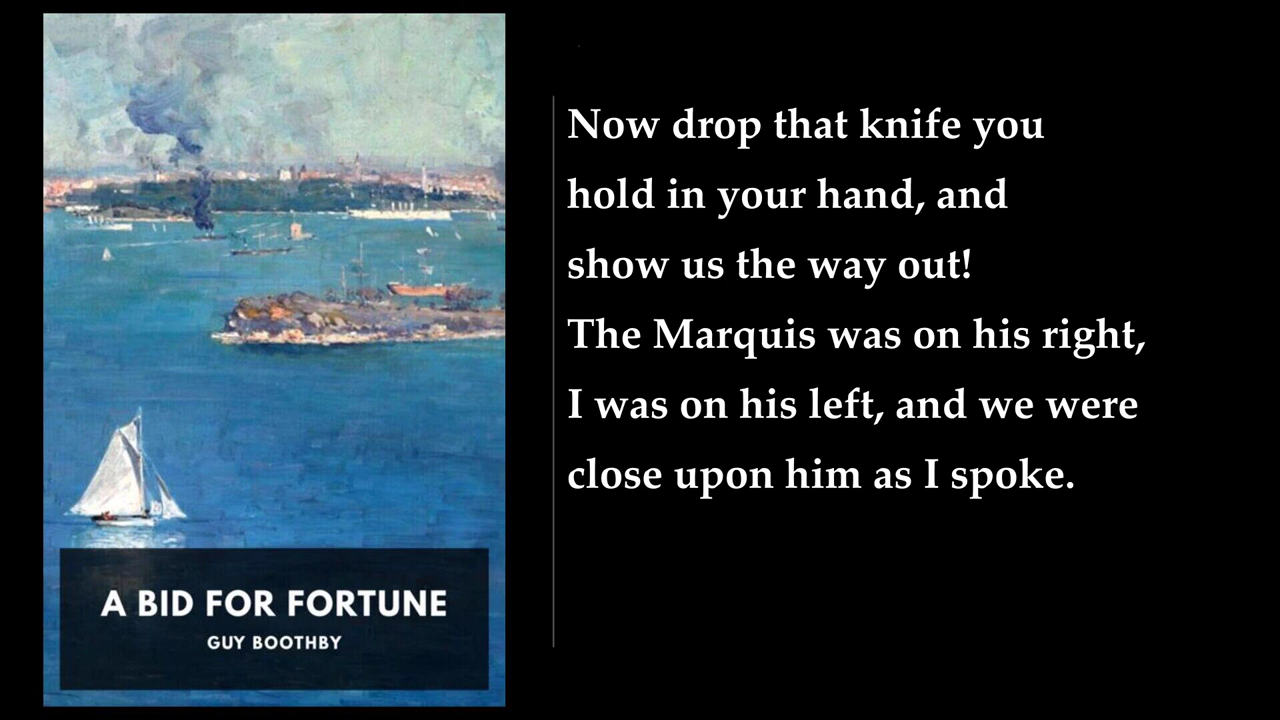 Now drop that knife you
hold in your hand, and
show us the way out!
The Marquis was on his right,
I was on his left, and we were
close upon him as I spoke.
A BID FOR FORTUNE
GUY BOOTHBY